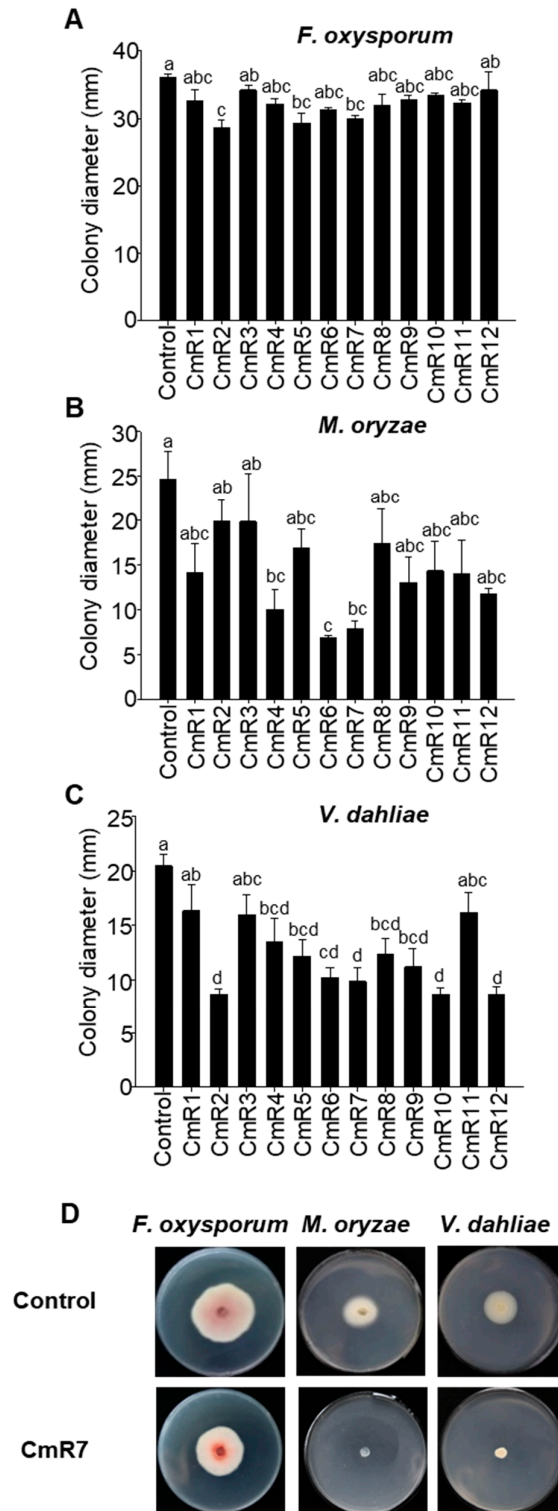 A
F. oxysporum
Colony diameter (mm)
40
30
20
10
0
a abc c ab abc bc abc bc abc abc abc abc ab
Control CmR1 CmR2 CmR3 CmR4 CmR5 CmR6 CmR7 CmR8 CmR9 CmR10 CmR11 CmR12
B
M. oryzae
Colony diameter (mm)
30
25
20
15
10
5
0
a abc ab ab bc abc c bc abc abc abc abc abc
Control CmR1 CmR2 CmR3 CmR4 CmR5 CmR6 CmR7 CmR8 CmR9 CmR10 CmR11 CmR12
C
V. dahliae
Colony diameter (mm)
25
20
15
10
5
0
a ab d abc bcd bcd cd d bcd bcd d abc d
Control CmR1 CmR2 CmR3 CmR4 CmR5 CmR6 CmR7 CmR8 CmR9 CmR10 CmR11 CmR12
D
F. oxysporum M. oryzae V. dahliae
Control
CmR7